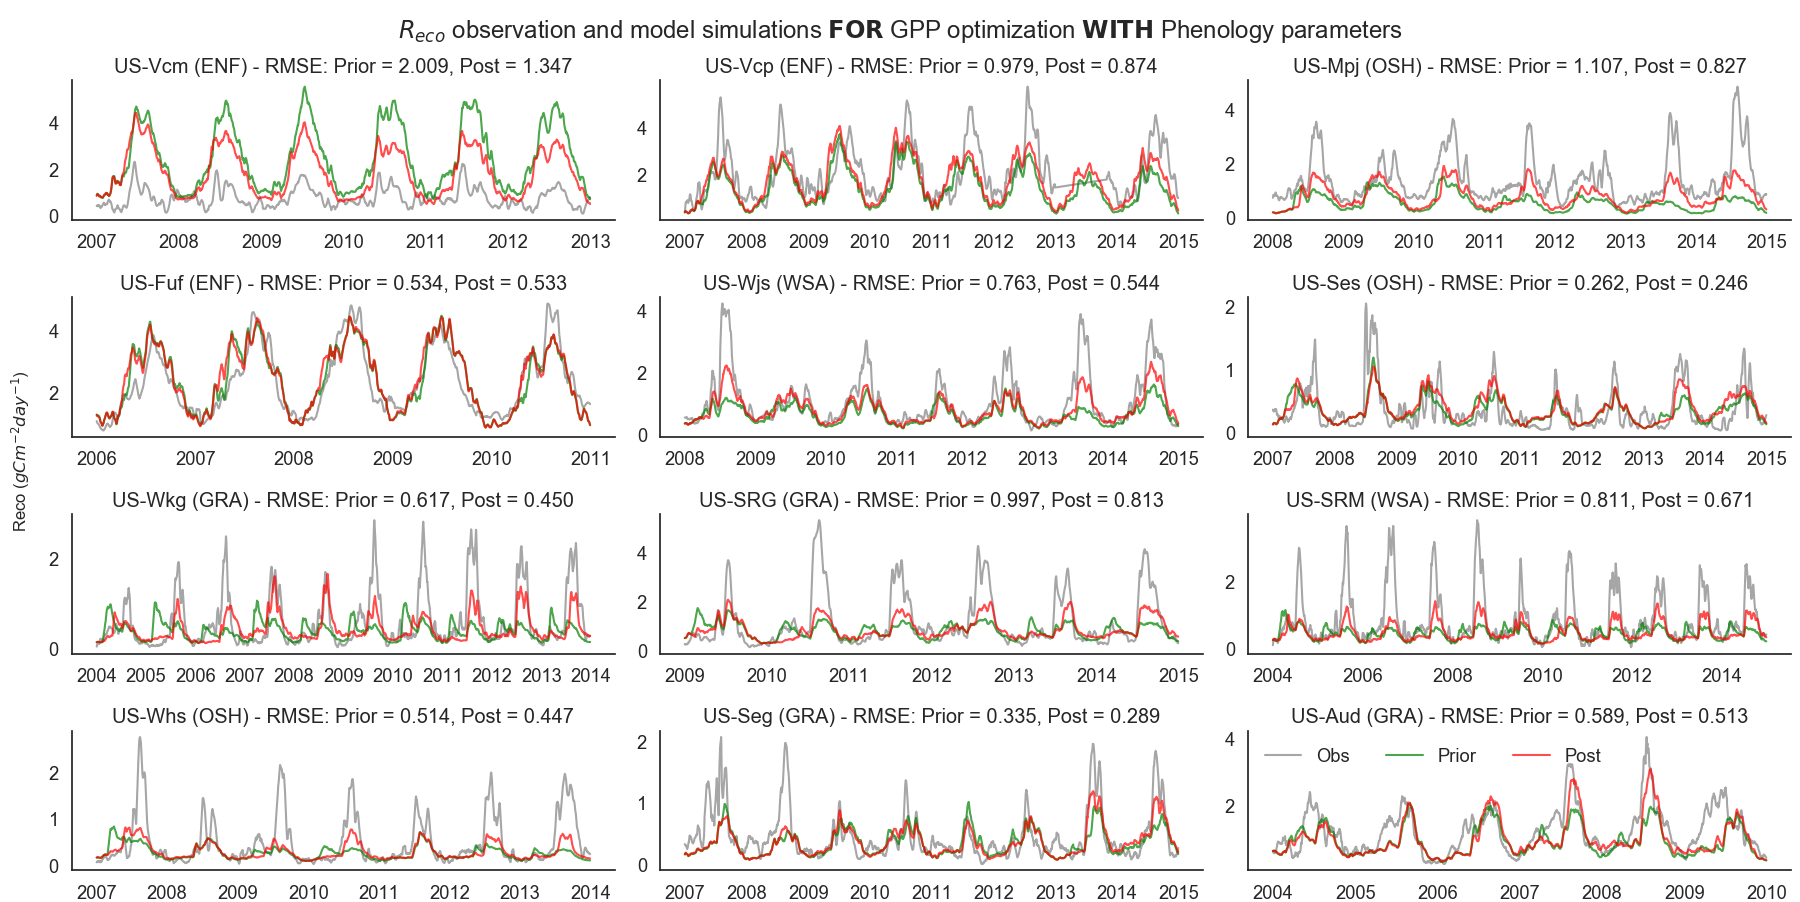 R_eco observation and model simulations FOR GPP optimization WITH Phenology parameters
US-Vcm (ENF) - RMSE: Prior = 2.009, Post = 1.347
4
2
0
2007 2008 2009 2010 2011 2012 2013
US-Vcp (ENF) - RMSE: Prior = 0.979, Post = 0.874
4
2
2007 2008 2009 2010 2011 2012 2013 2014 2015
US-Mpj (OSH) - RMSE: Prior = 1.107, Post = 0.827
4
2
0
2008 2009 2010 2011 2012 2013 2014 2015
US-Fuf (ENF) - RMSE: Prior = 0.534, Post = 0.533
4
2
2006 2007 2008 2009 2010 2011
US-Wjs (WSA) - RMSE: Prior = 0.763, Post = 0.544
4
2
0
2008 2009 2010 2011 2012 2013 2014 2015
US-Ses (OSH) - RMSE: Prior = 0.262, Post = 0.246
2
1
0
2007 2008 2009 2010 2011 2012 2013 2014 2015
Reco (gCm⁻²day⁻¹)
US-Wkg (GRA) - RMSE: Prior = 0.617, Post = 0.450
2
0
2004 2005 2006 2007 2008 2009 2010 2011 2012 2013 2014
US-SRG (GRA) - RMSE: Prior = 0.997, Post = 0.813
4
2
0
2009 2010 2011 2012 2013 2014 2015
US-SRM (WSA) - RMSE: Prior = 0.811, Post = 0.671
2
0
2004 2006 2008 2010 2012 2014
US-Whs (OSH) - RMSE: Prior = 0.514, Post = 0.447
2
1
0
2007 2008 2009 2010 2011 2012 2013 2014
US-Seg (GRA) - RMSE: Prior = 0.335, Post = 0.289
2
1
0
2007 2008 2009 2010 2011 2012 2013 2014 2015
US-Aud (GRA) - RMSE: Prior = 0.589, Post = 0.513
Obs Prior Post
4
2
2004 2005 2006 2007 2008 2009 2010